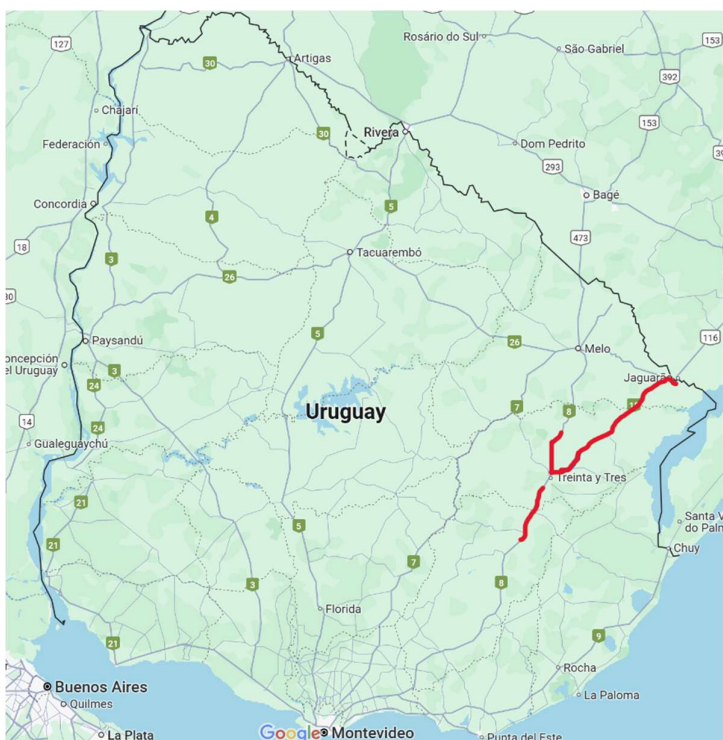 127
Rosário do Sul
153
São Gabriel
30
Artigas
392
Chajarí
30
Rivera
153
Federación
Dom Pedrito
293
Bagé
Concordia
4
5
18
473
3
Tacuarembó
26
Paysandú
5
26
116
Melo
3
Jaguar
24
7
8
14
24
Uruguay
Gualeguaychú
21
Treinta y Tres
5
21
7
Chuy
3
8
Florida
21
9
Rocha
Buenos Aires
La Paloma
Quilmes
Google
Montevideo
La Plata
Punta del Este